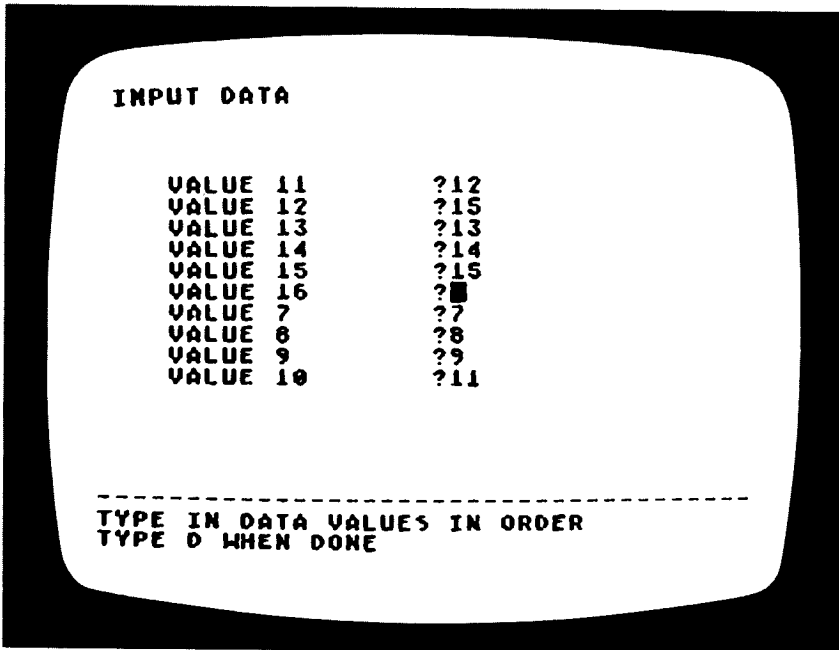 INPUT DATA
VALUE 11 ?12
VALUE 12 ?15
VALUE 13 ?13
VALUE 14 ?14
VALUE 15 ?15
VALUE 16 ?
VALUE 7 ?7
VALUE 8 ?8
VALUE 9 ?9
VALUE 10 ?11
------------------------------------
TYPE IN DATA VALUES IN ORDER
TYPE D WHEN DONE